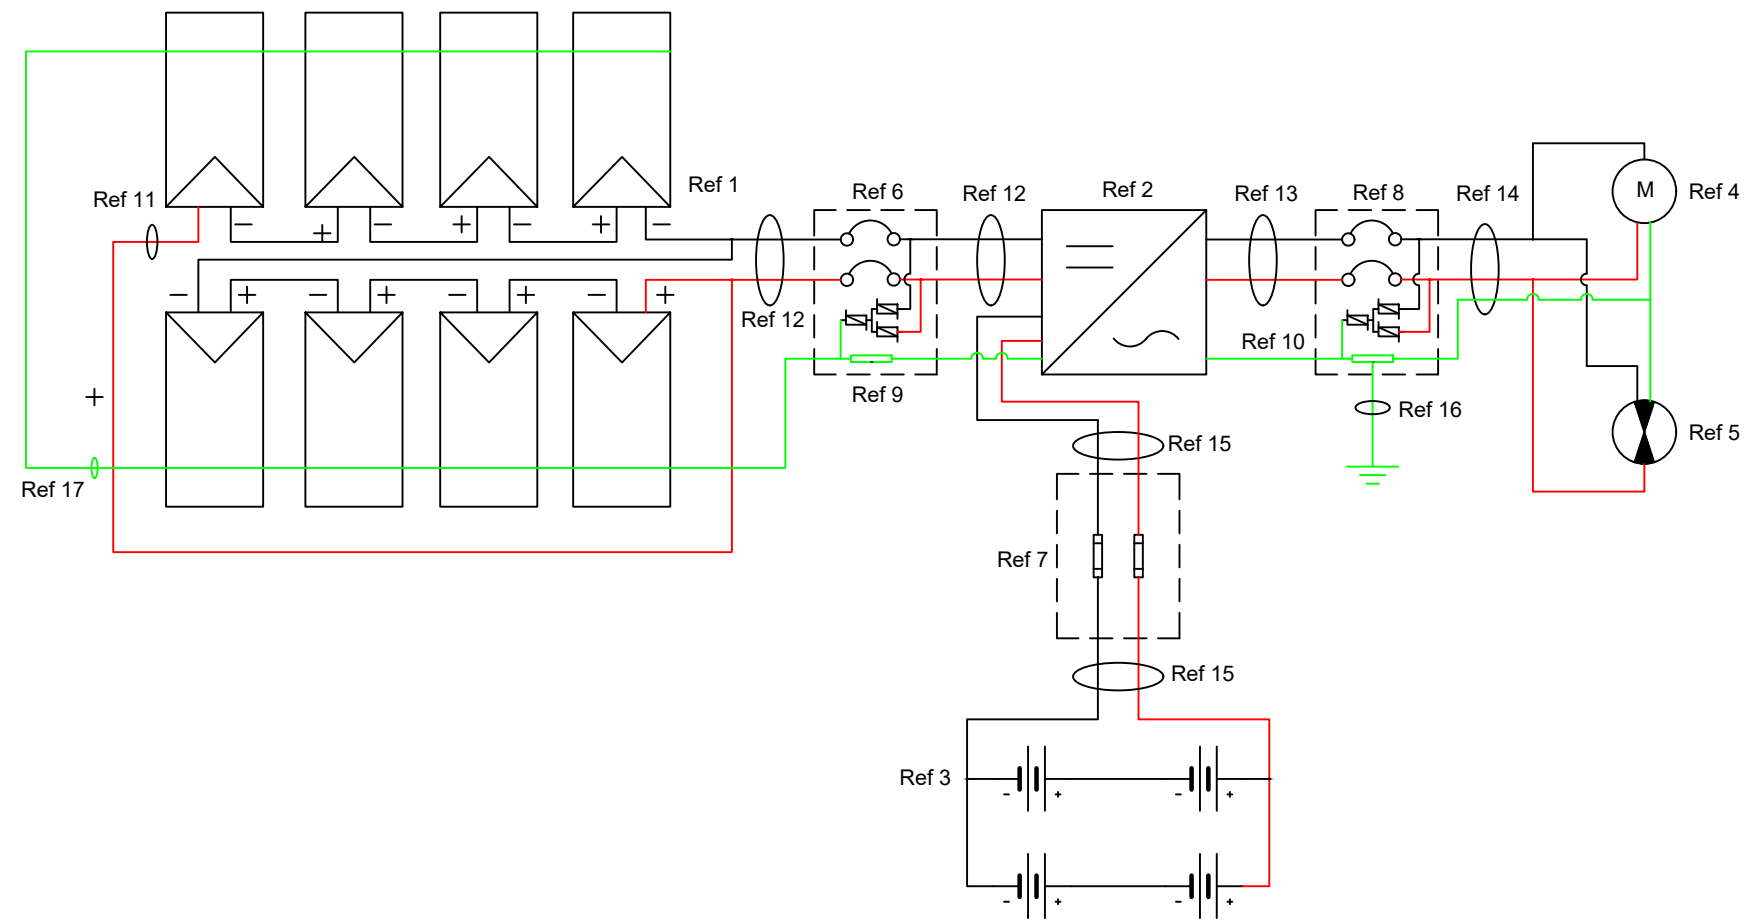 Ref 1
Ref 11
− + − + − + −
Ref 6
Ref 12
Ref 2
Ref 13
Ref 8
Ref 14
M
Ref 4
− + − + − + − +
Ref 12
Ref 10
Ref 9
+
Ref 16
Ref 5
Ref 15
Ref 17
Ref 7
Ref 15
Ref 3
- + - +
- + - +